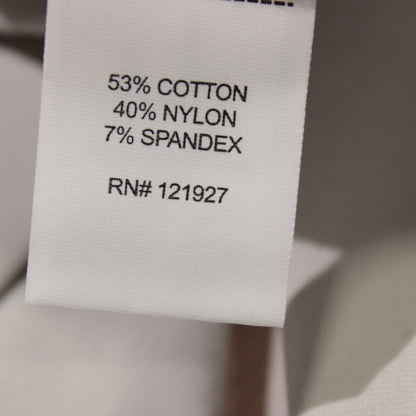 53% COTTON
40% NYLON
7% SPANDEX
RN# 121927